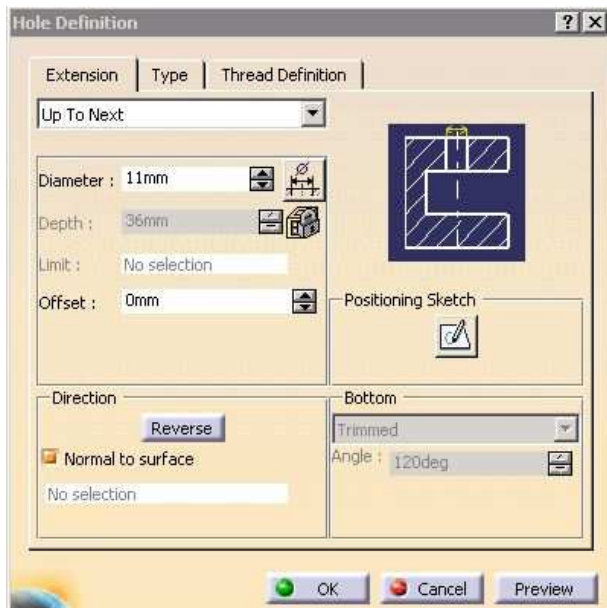 Hole Definition
? X
Extension Type Thread Definition
Up To Next
Diameter : 11mm
Depth : 36mm
Limit : No selection
Offset : 0mm
Positioning Sketch
Direction
Reverse
Normal to surface
No selection
Bottom
Trimmed
Angle : 120deg
OK Cancel Preview